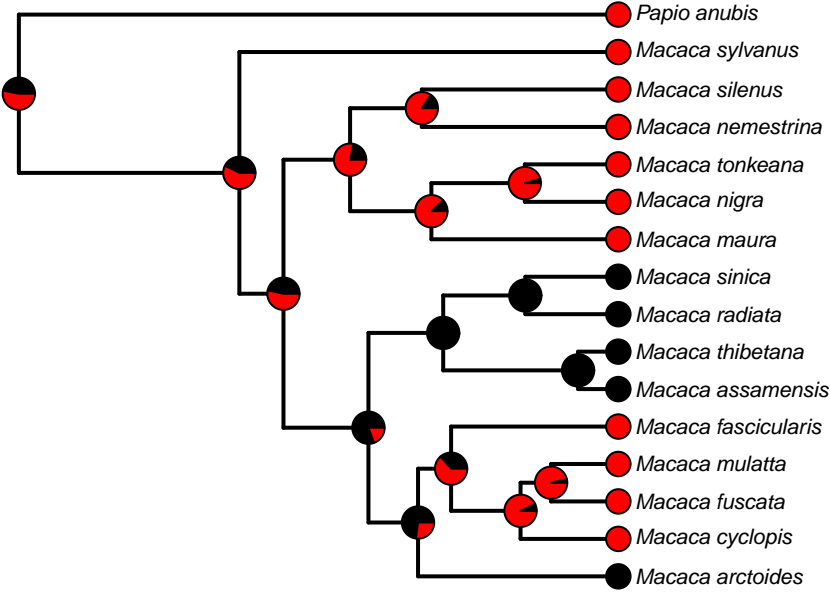 Papio anubis
Macaca sylvanus
Macaca silenus
Macaca nemestrina
Macaca tonkeana
Macaca nigra
Macaca maura
Macaca sinica
Macaca radiata
Macaca thibetana
Macaca assamensis
Macaca fascicularis
Macaca mulatta
Macaca fuscata
Macaca cyclopis
Macaca arctoides